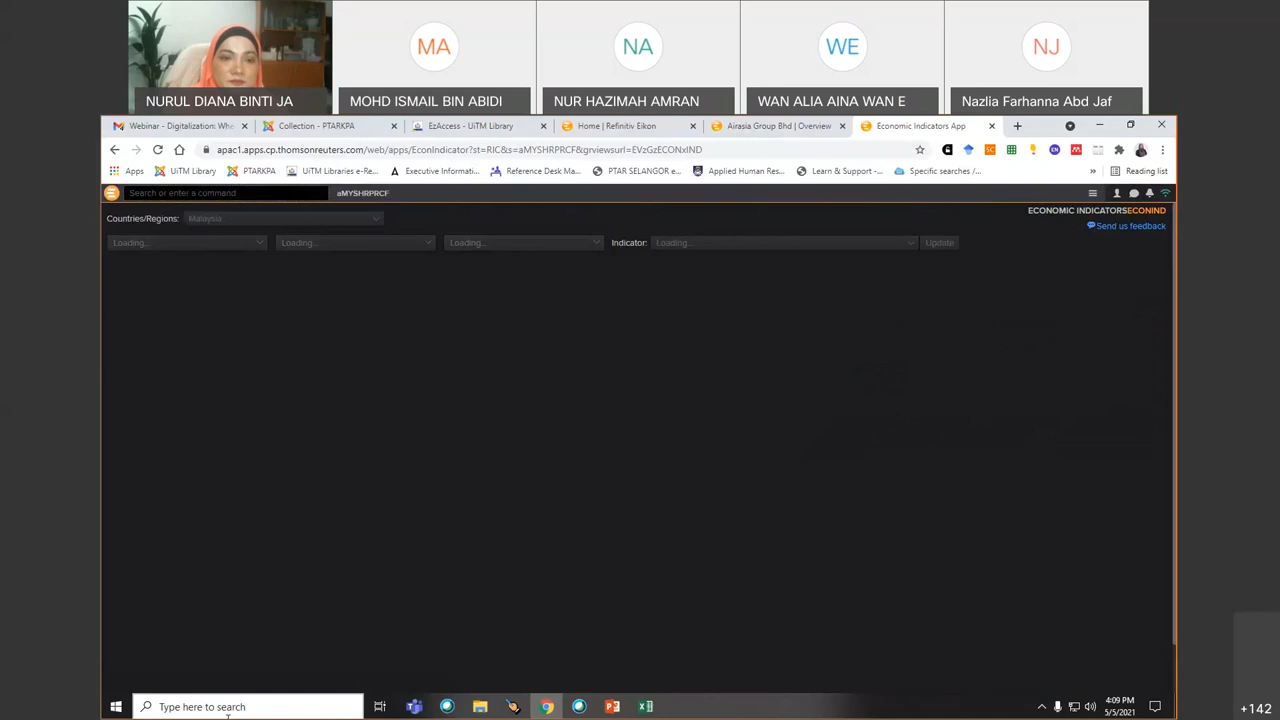 MA
NA
WE
NJ
NURUL DIANA BINTI JA
MOHD ISMAIL BIN ABIDI
NUR HAZIMAH AMRAN
WAN ALIA AINA WAN E
Nazlia Farhanna Abd Jaf
Webinar - Digitalization: Whe
Collection - PTARKPA
EzAccess - UiTM Library
Home | Refinitiv Eikon
Airasia Group Bhd | Overview
Economic Indicators App
apac1.apps.cp.thomsonreuters.com/web/apps/EconIndicator?st=RIC&s=aMYSHRPRCF&grviewsurl=EVzGzECONxIND
Apps
UiTM Library
PTARKPA
UiTM Libraries e-Re...
Executive Informati...
Reference Desk Ma...
PTAR SELANGOR e...
Applied Human Res...
Learn & Support -...
Specific searches /...
»
Reading list
Search or enter a command
aMYSHRPRCF
Countries/Regions:
Malaysia
ECONOMIC INDICATORSECONIND
Send us feedback
Loading...
Loading...
Loading...
Indicator:
Loading...
Update
Type here to search
4:09 PM
5/5/2021
+142